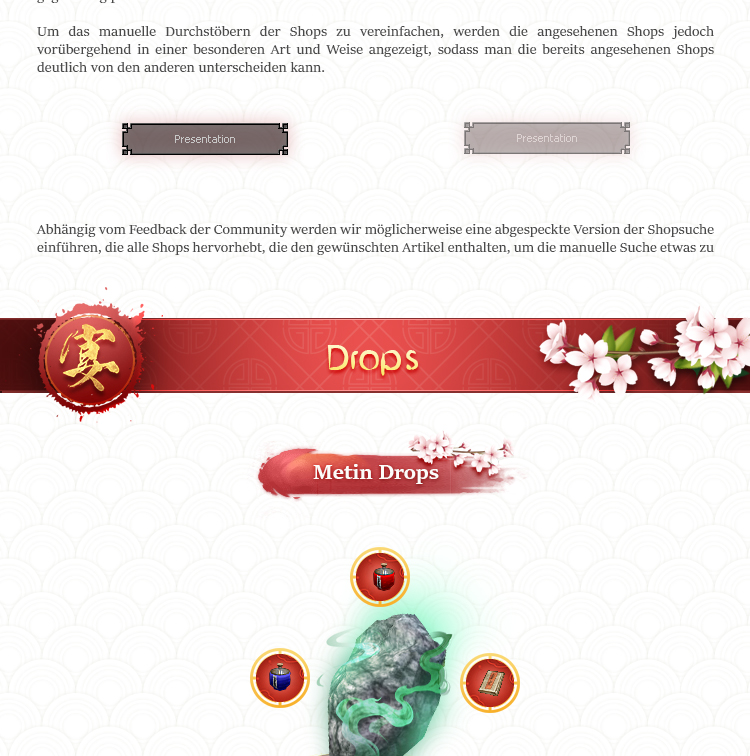 Um das manuelle Durchstöbern der Shops zu vereinfachen, werden die angesehenen Shops jedoch
vorübergehend in einer besonderen Art und Weise angezeigt, sodass man die bereits angesehenen Shops
deutlich von den anderen unterscheiden kann.
Presentation
Presentation
Abhängig vom Feedback der Community werden wir möglicherweise eine abgespeckte Version der Shopsuche
einführen, die alle Shops hervorhebt, die den gewünschten Artikel enthalten, um die manuelle Suche etwas zu
宴
Drops
Metin Drops